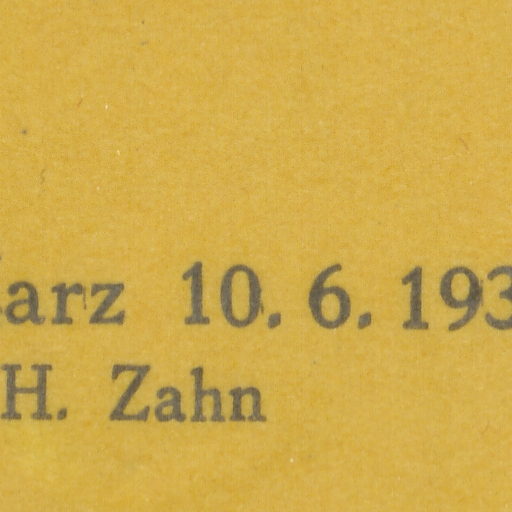 arz 10. 6. 193
H. Zahn